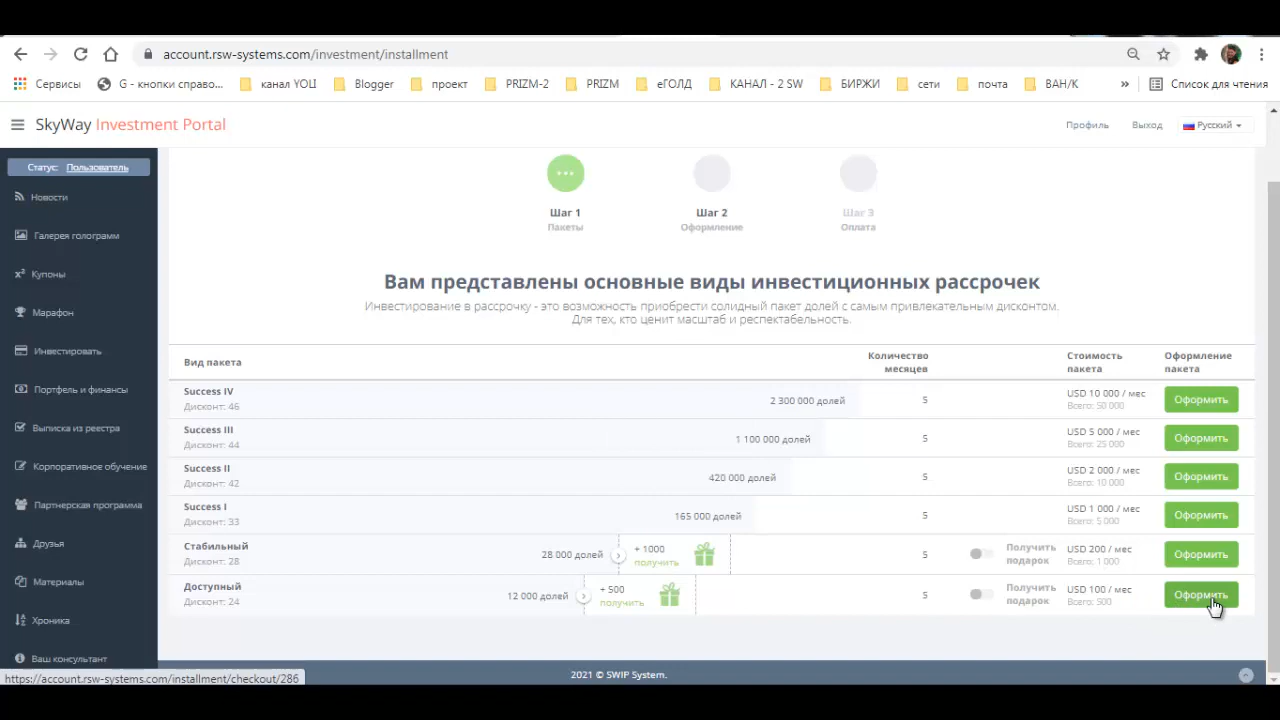 account.rsw-systems.com/investment/installment
Сервисы
G - кнопки справо...
канал YOLI
Blogger
проект
PRIZM-2
PRIZM
еГОЛД
КАНАЛ - 2 SW
БИРЖИ
сети
почта
ВАН/К
»
Список для чтения
SkyWay Investment Portal
Профиль
Выход
Русский
Статус: Пользователь
Новости
Галерея голограмм
Купоны
Марафон
Инвестировать
Портфель и финансы
Выписка из реестра
Корпоративное обучение
Партнерская программа
Друзья
Материалы
Хроника
Ваш консультант
Шаг 1
Пакеты
Шаг 2
Оформление
Шаг 3
Оплата
Вам представлены основные виды инвестиционных рассрочек
Инвестирование в рассрочку - это возможность приобрести солидный пакет долей с самым привлекательным дисконтом.
Для тех, кто ценит масштаб и респектабельность.
Вид пакета
Количество месяцев
Стоимость пакета
Оформление пакета
Success IV
Дисконт: 46
2 300 000 долей
5
USD 10 000 / мес
Всего: 50 000
Оформить
Success III
Дисконт: 44
1 100 000 долей
5
USD 5 000 / мес
Всего: 25 000
Оформить
Success II
Дисконт: 42
420 000 долей
5
USD 2 000 / мес
Всего: 10 000
Оформить
Success I
Дисконт: 33
165 000 долей
5
USD 1 000 / мес
Всего: 5 000
Оформить
Стабильный
Дисконт: 28
28 000 долей
+ 1000
получить
5
Получить подарок
USD 200 / мес
Всего: 1 000
Оформить
Доступный
Дисконт: 24
12 000 долей
+ 500
получить
5
Получить подарок
USD 100 / мес
Всего: 500
Оформить
2021 © SWIP System.
https://account.rsw-systems.com/installment/checkout/286